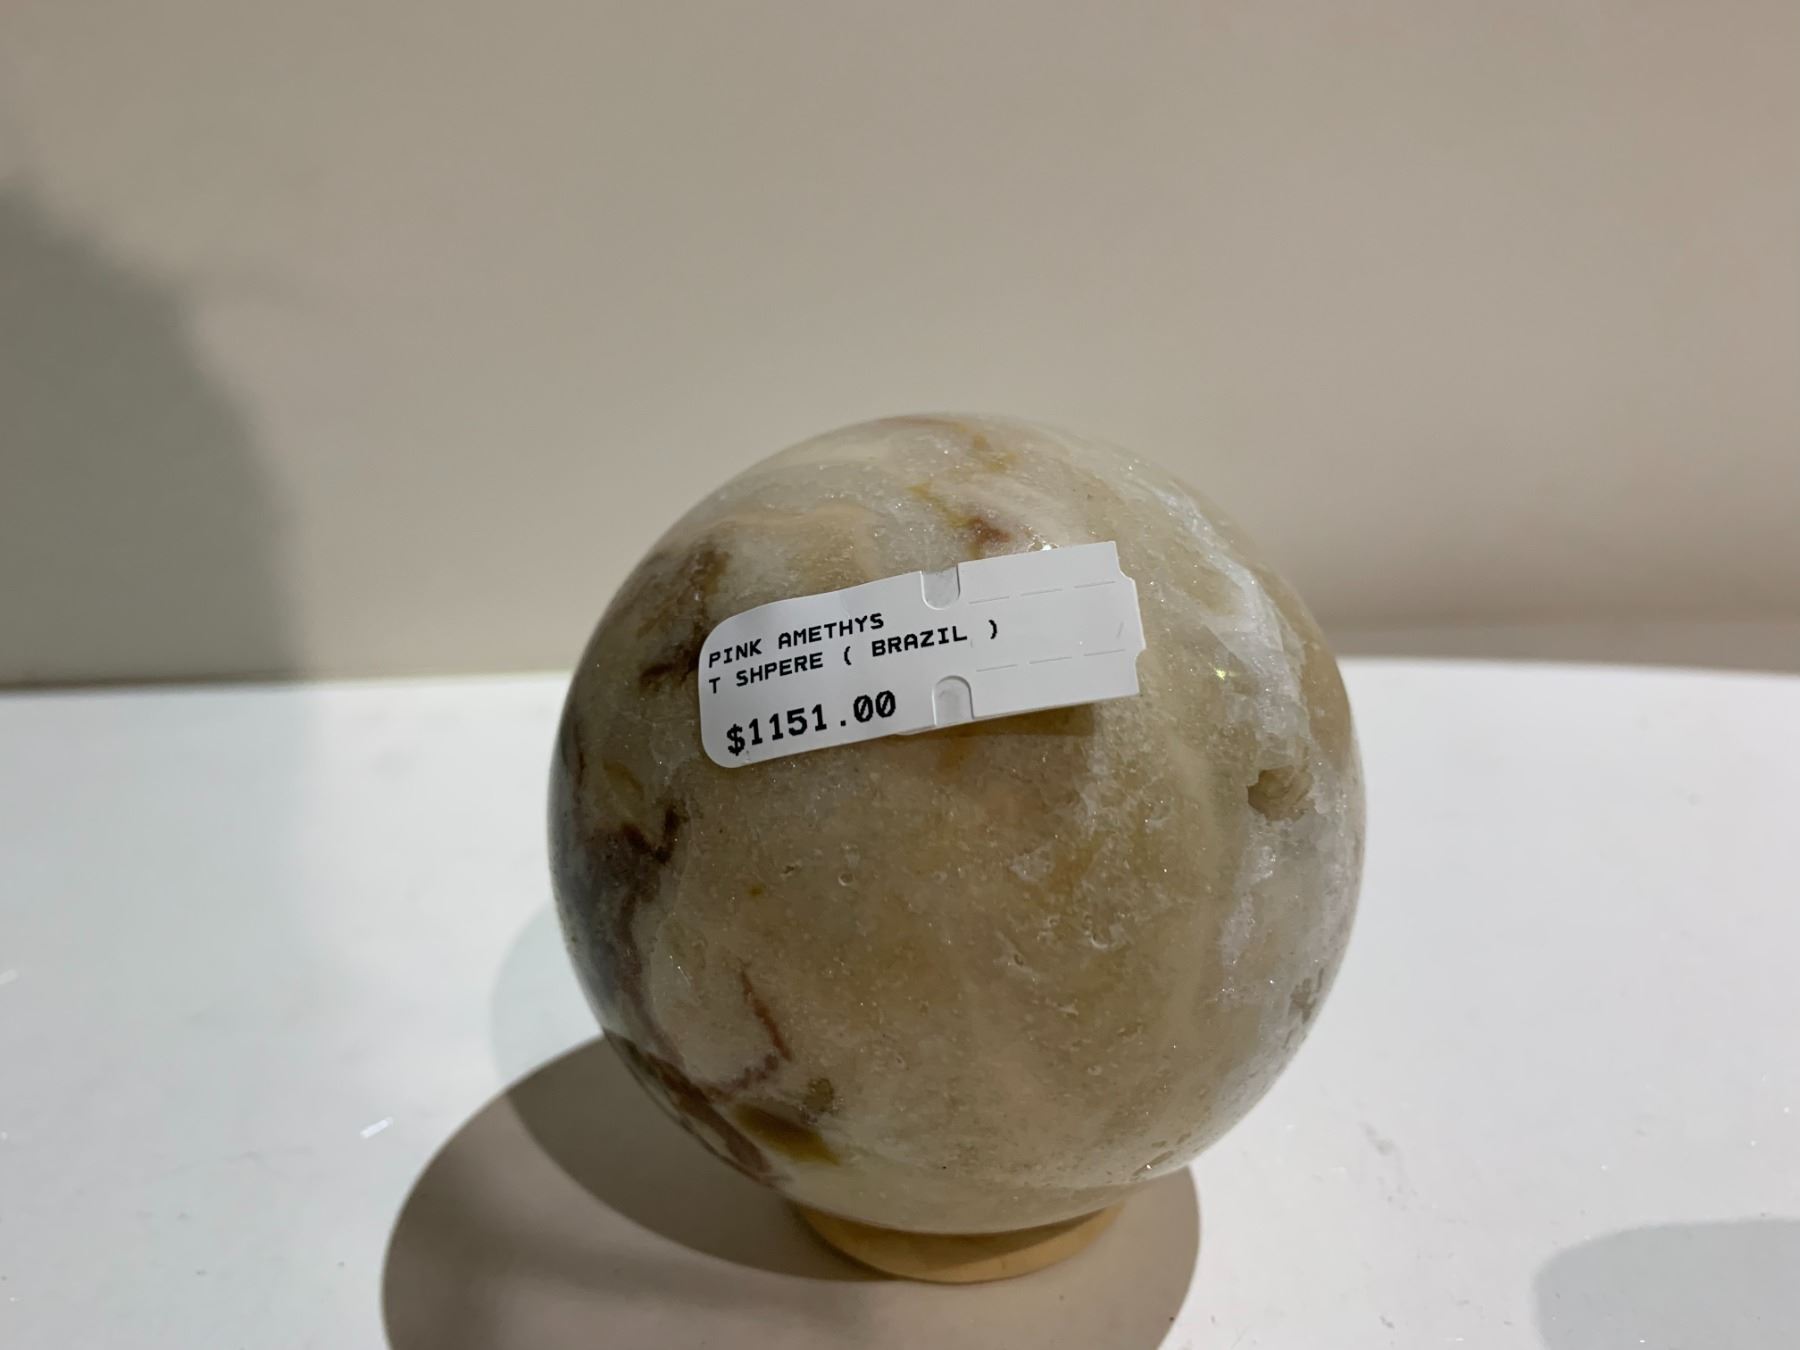 PINK AMETHYS
T SHPERE ( BRAZIL )
$1151.00